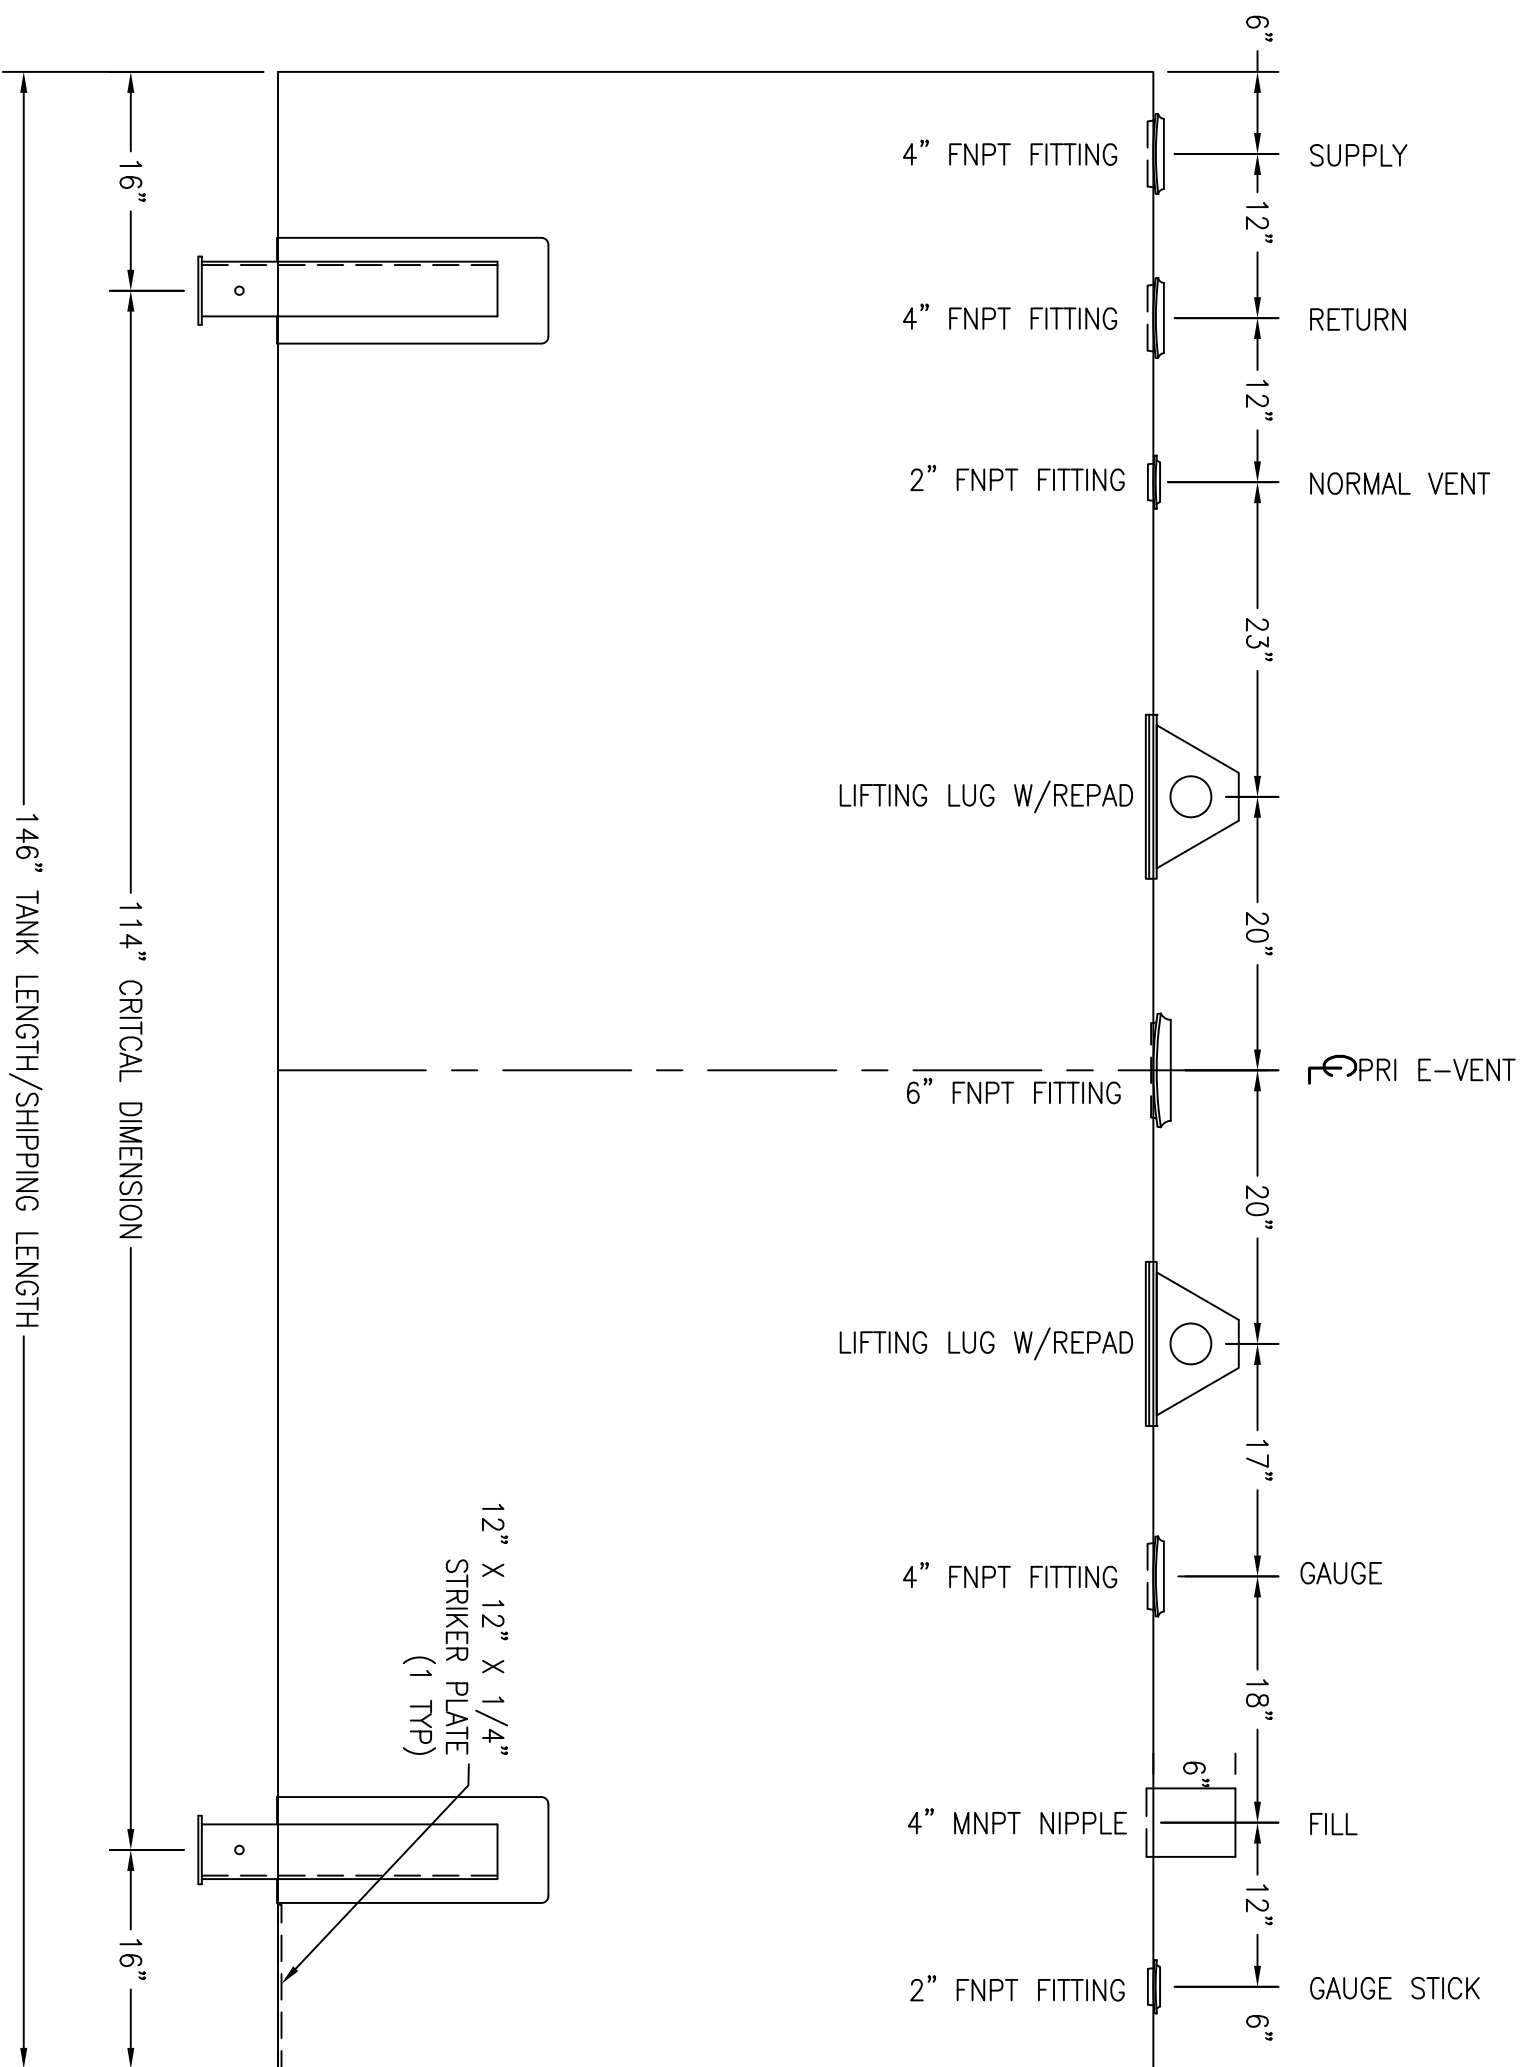 6"
SUPPLY
4" FNPT FITTING
12"
RETURN
4" FNPT FITTING
12"
NORMAL VENT
2" FNPT FITTING
23"
LIFTING LUG W/REPAD
20"
PRI E-VENT
6" FNPT FITTING
20"
LIFTING LUG W/REPAD
17"
GAUGE
4" FNPT FITTING
18"
6"
FILL
4" MNPT NIPPLE
12"
GAUGE STICK
2" FNPT FITTING
6"
12" X 12" X 1/4"
STRIKER PLATE
(1 TYP)
16"
114" CRITCAL DIMENSION
16"
146" TANK LENGTH/SHIPPING LENGTH